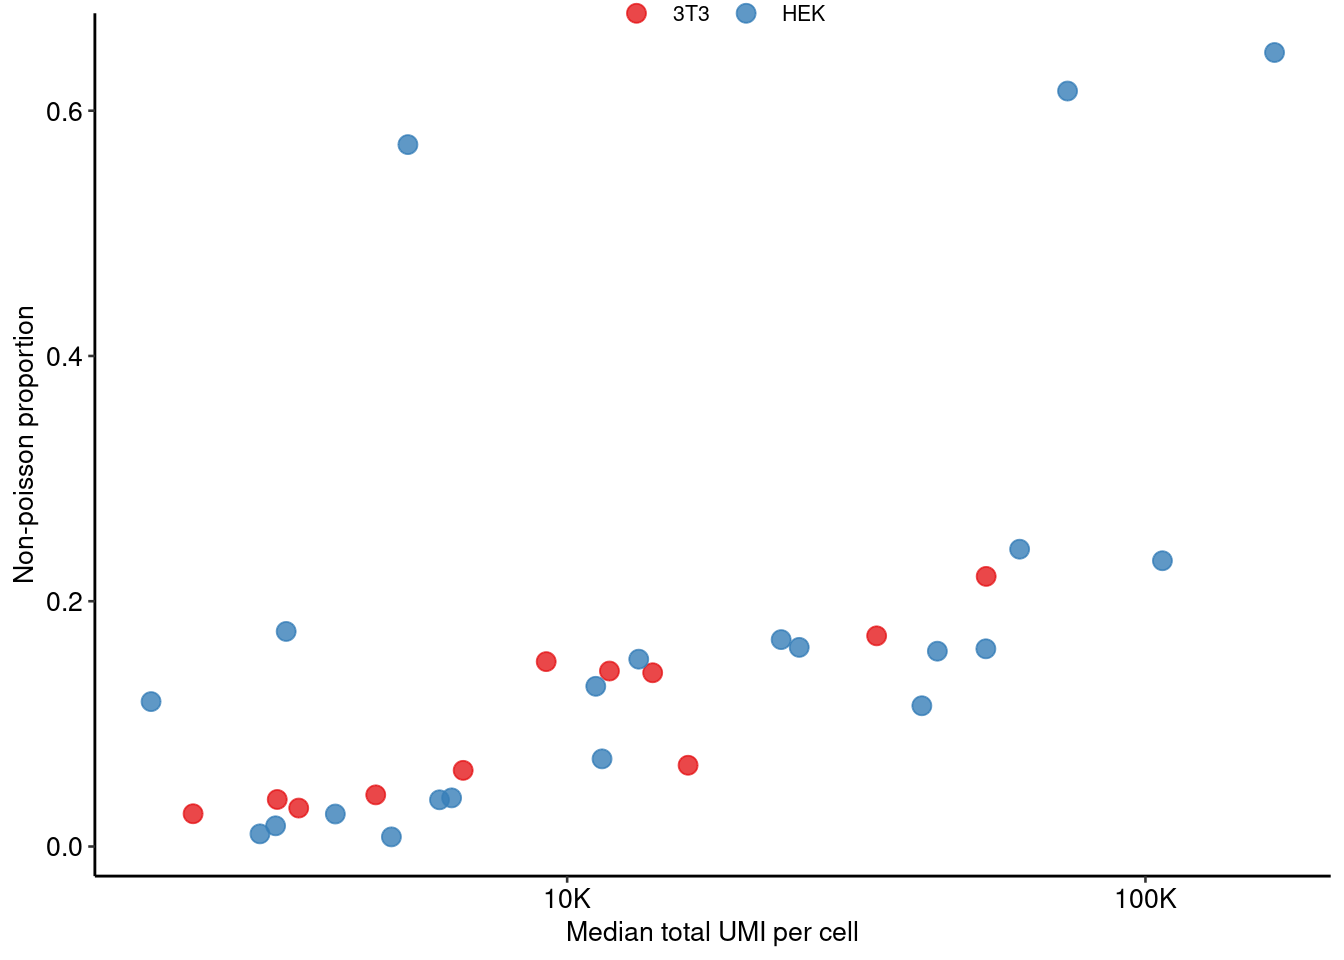 3T3 HEK
Non-poisson proportion
0.6
0.4
0.2
0.0
10K 100K
Median total UMI per cell